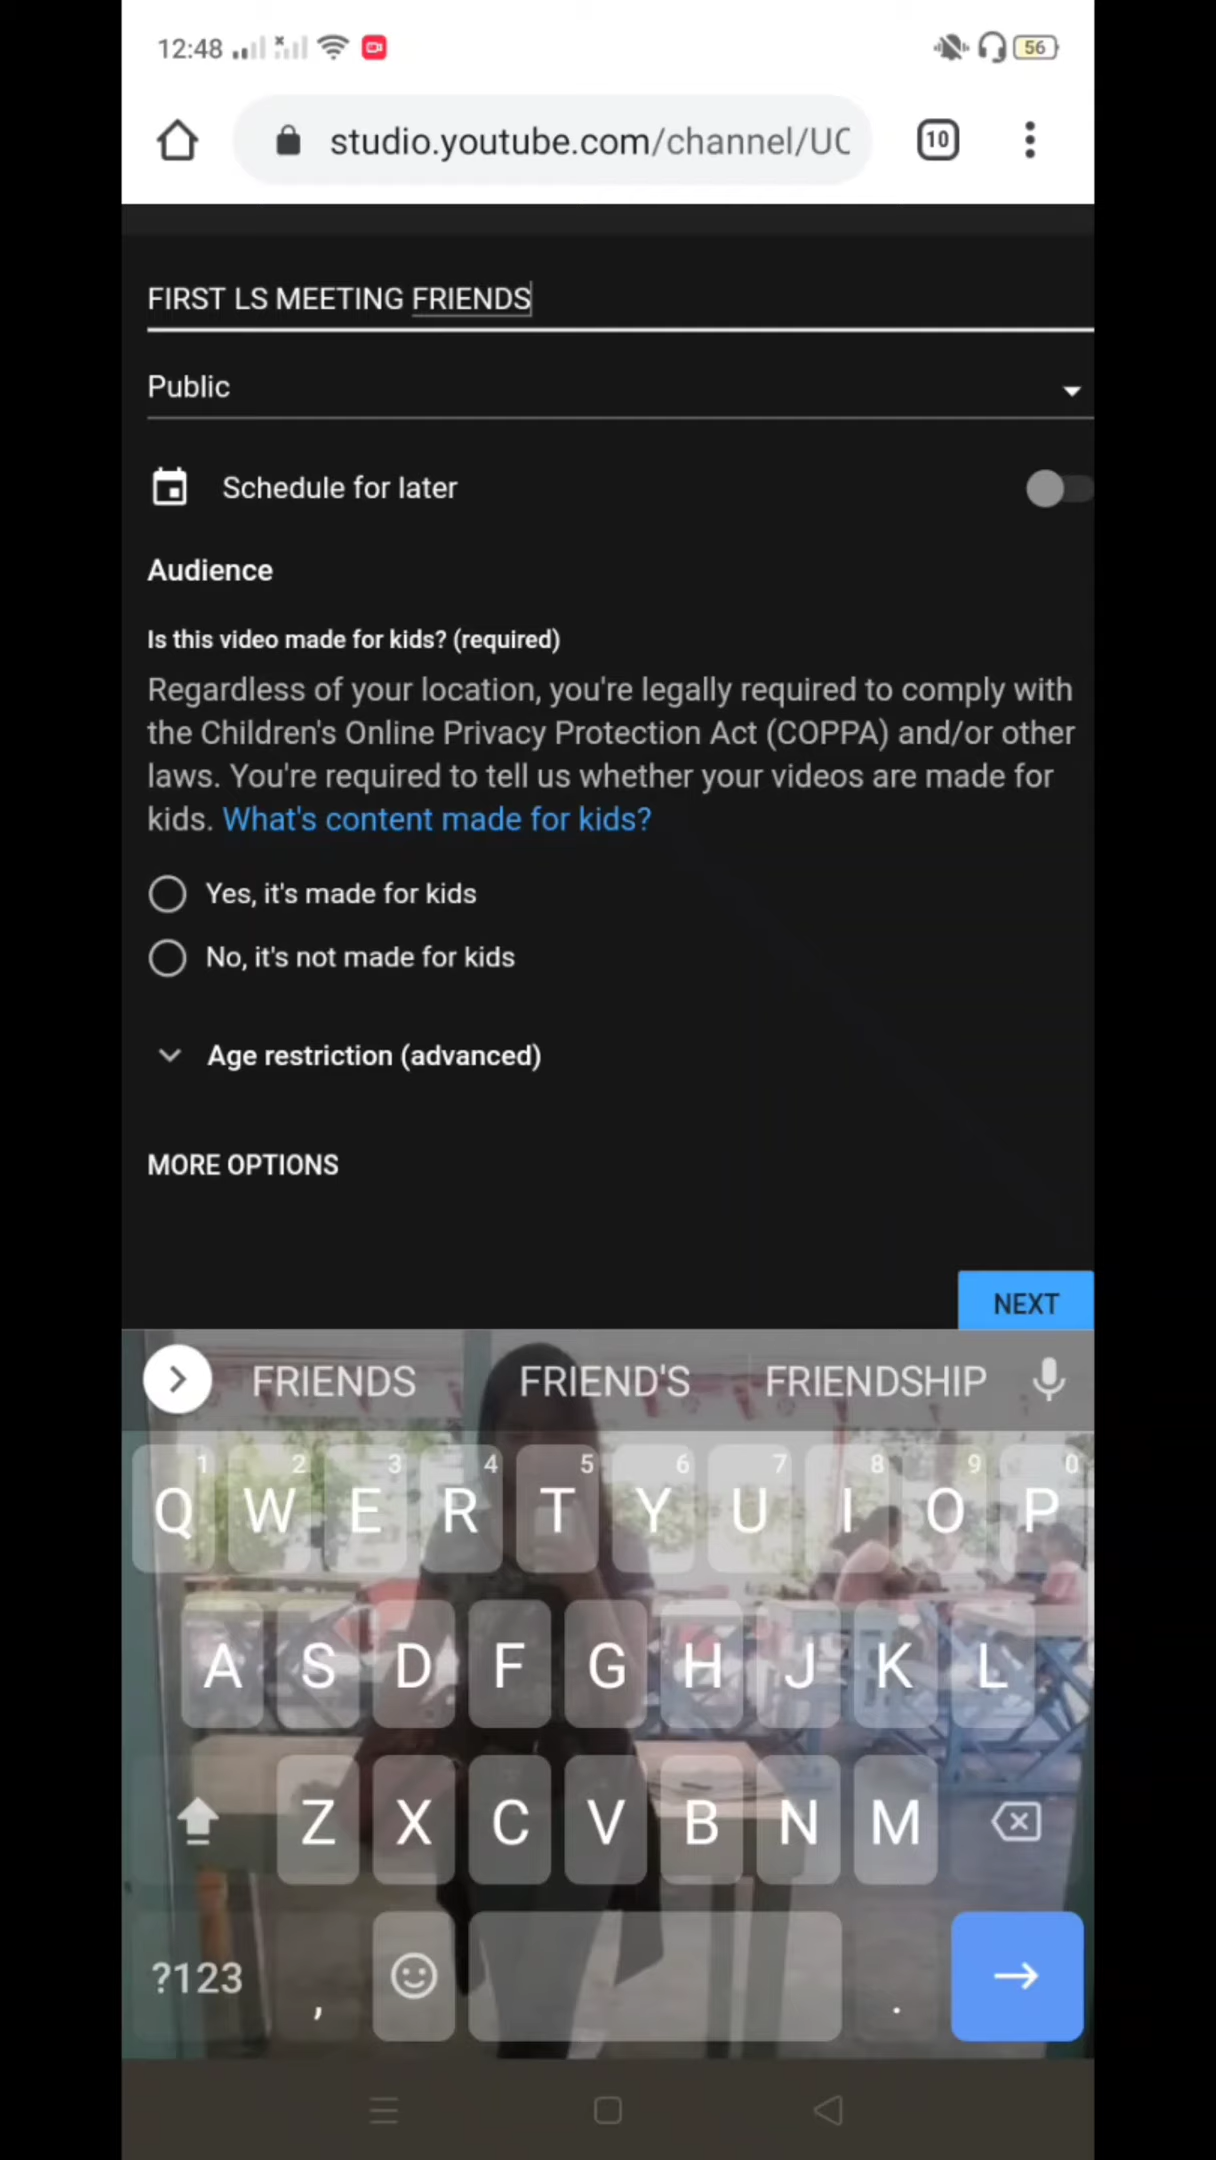 12:48 56
studio.youtube.com/channel/UC 10
FIRST LS MEETING FRIENDS
Public
Schedule for later
Audience
Is this video made for kids? (required)
Regardless of your location, you're legally required to comply with
the Children's Online Privacy Protection Act (COPPA) and/or other
laws. You're required to tell us whether your videos are made for
kids. What's content made for kids?
Yes, it's made for kids
No, it's not made for kids
Age restriction (advanced)
MORE OPTIONS
NEXT
FRIENDS FRIEND'S FRIENDSHIP
1 2 3 4 5 6 7 8 9 0
Q W E R T Y U I O P
A S D F G H J K L
Z X C V B N M
?123 , .